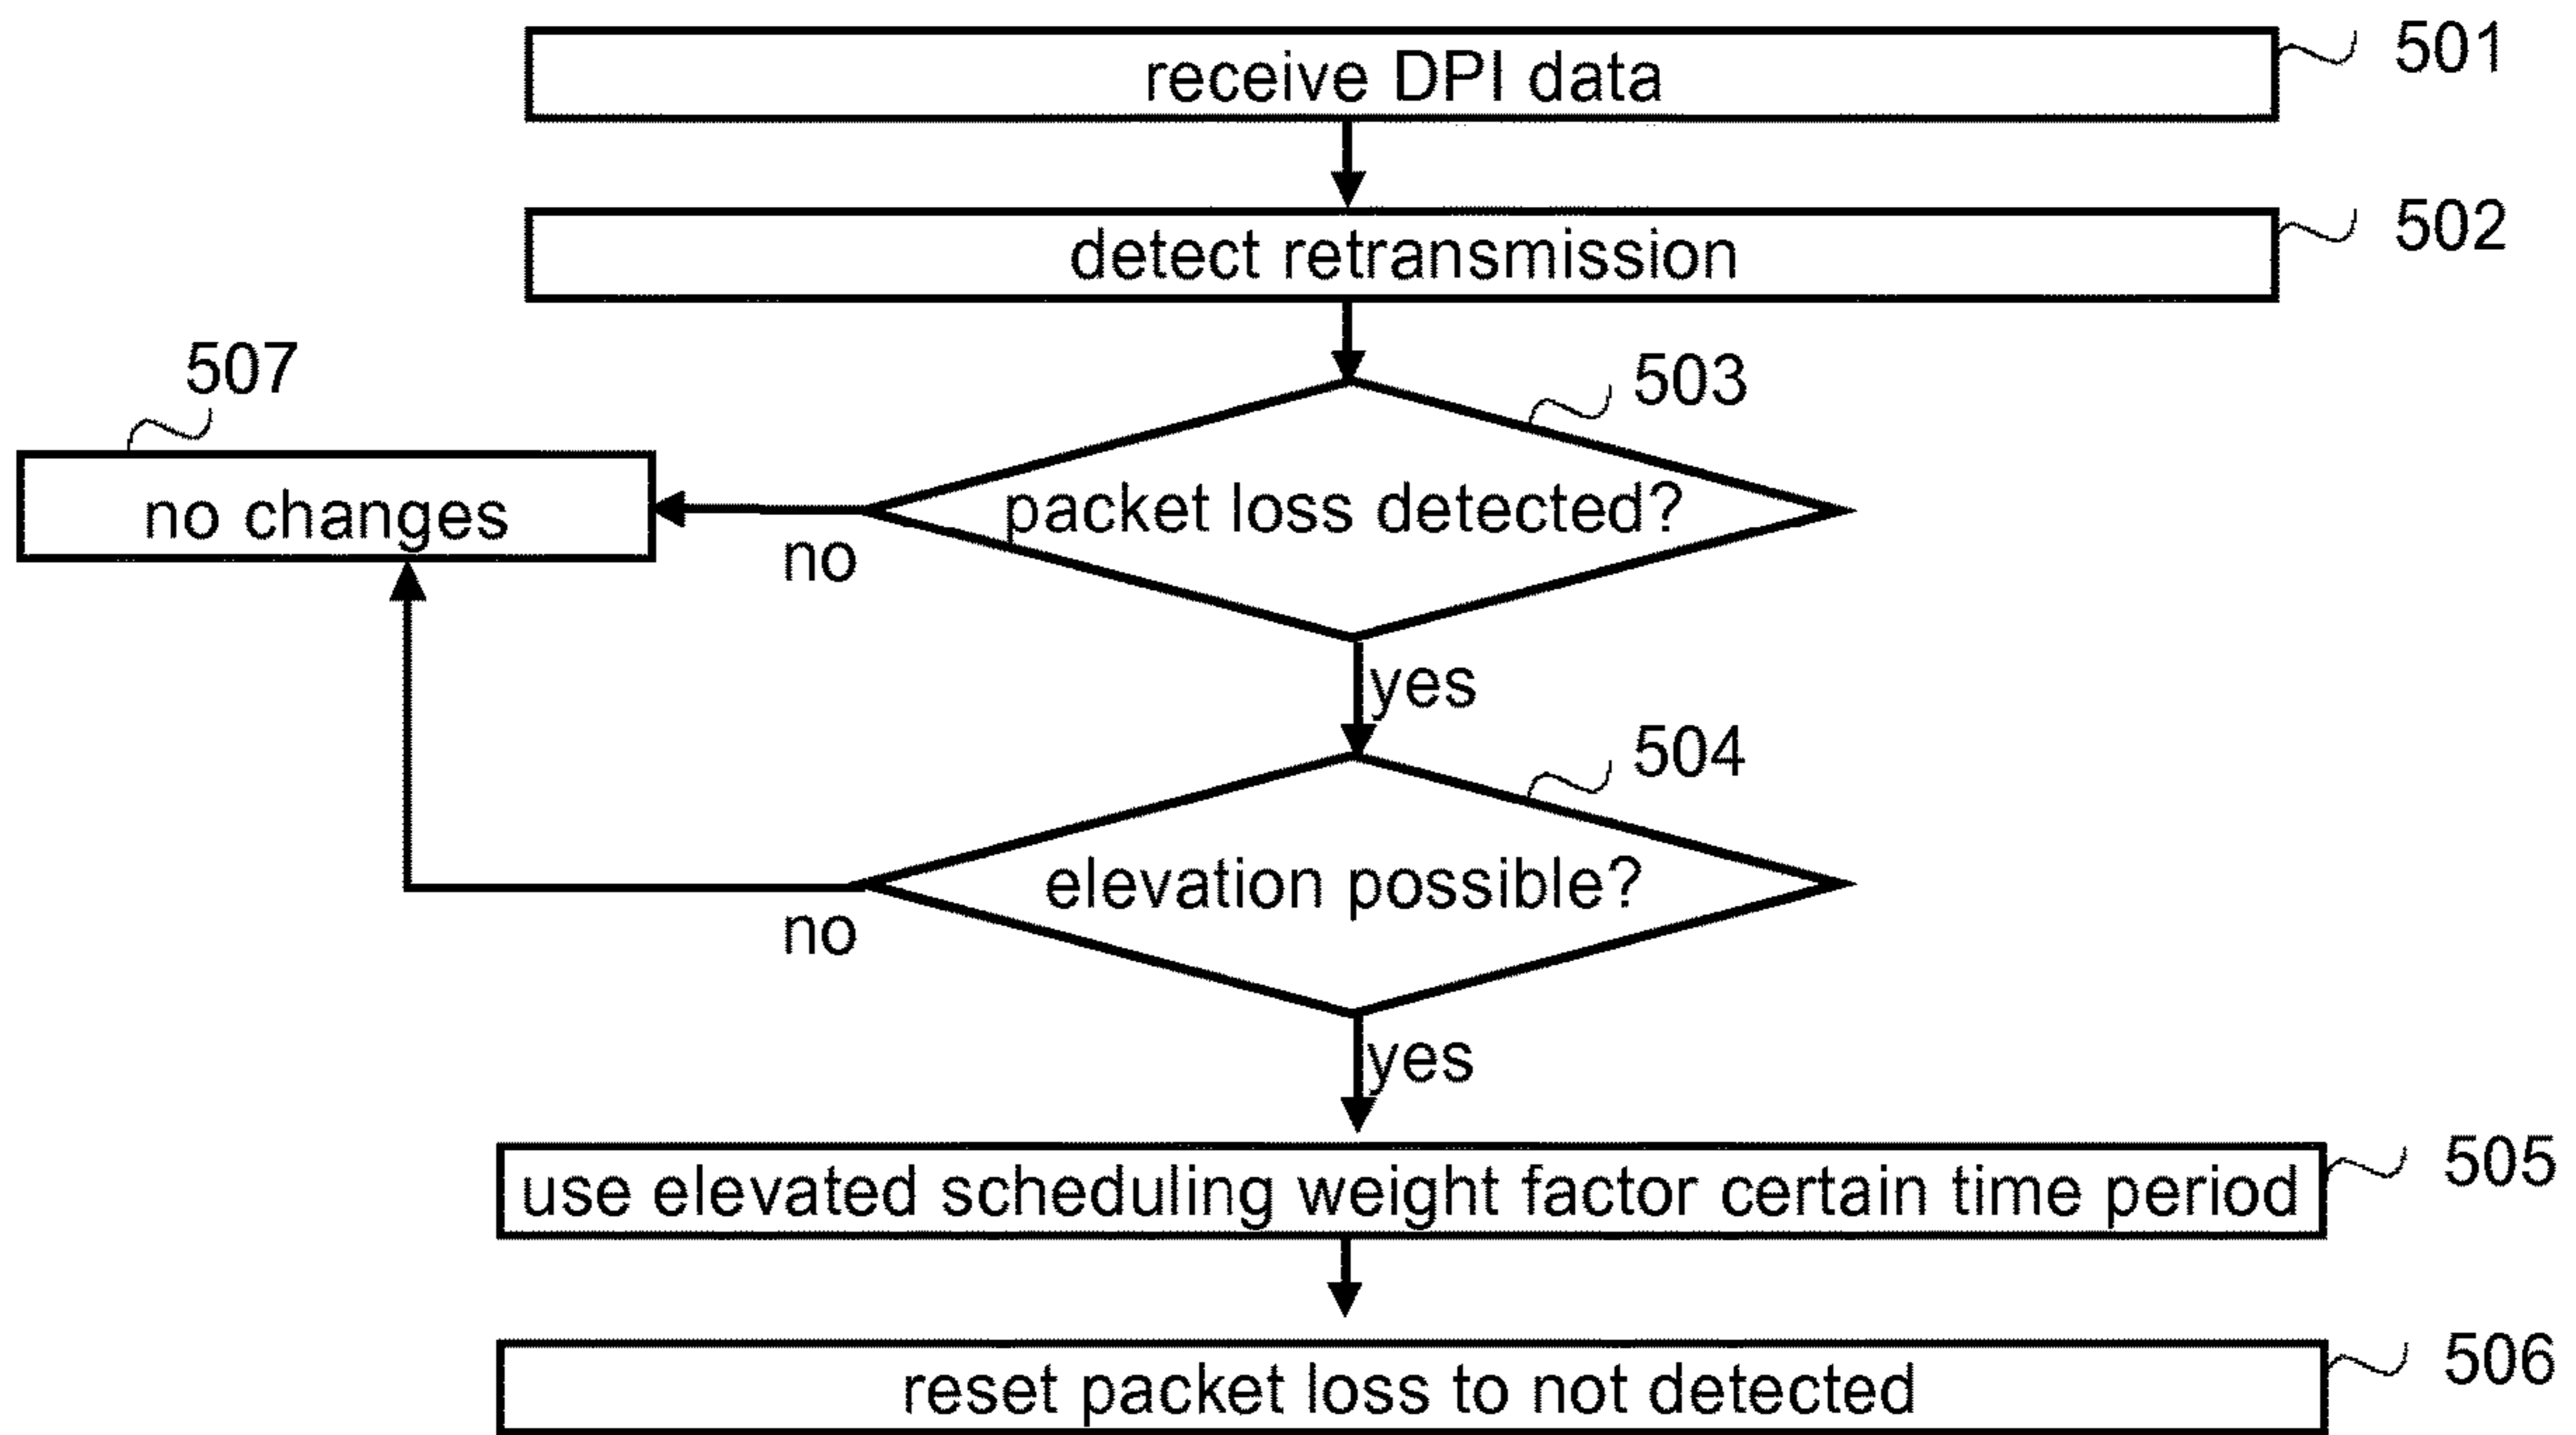 receive DPI data
501
detect retransmission
502
507
503
no changes
packet loss detected?
no
yes
504
elevation possible?
no
yes
use elevated scheduling weight factor certain time period
505
reset packet loss to not detected
506